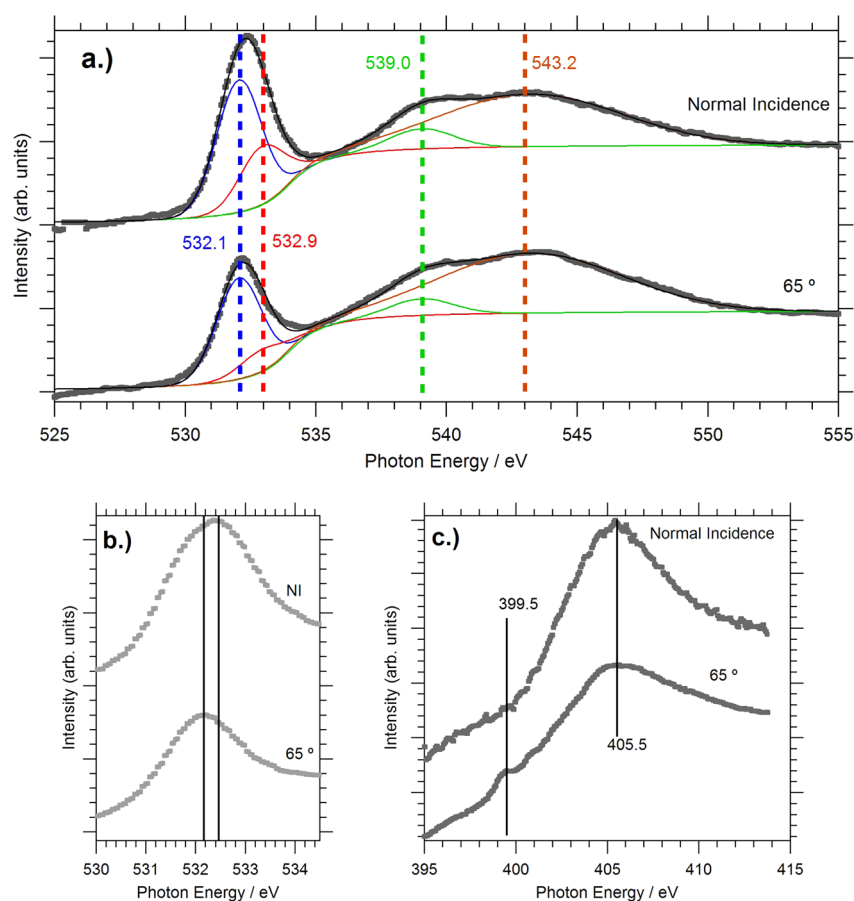 a.)
539.0
543.2
Normal Incidence
532.1
532.9
65 º
Intensity (arb. units)
525
530
535
540
545
550
555
Photon Energy / eV
b.)
NI
65 º
Intensity (arb. units)
530
531
532
533
534
Photon Energy / eV
c.)
Normal Incidence
399.5
65 º
405.5
Intensity (arb. units)
395
400
405
410
415
Photon Energy / eV